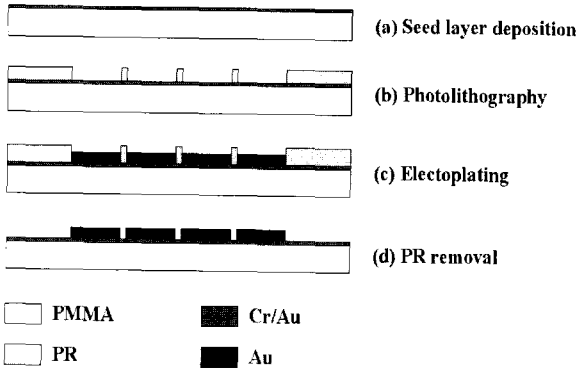 (a) Seed layer deposition
(b) Photolithography
(c) Electoplating
(d) PR removal
PMMA
Cr/Au
PR
Au